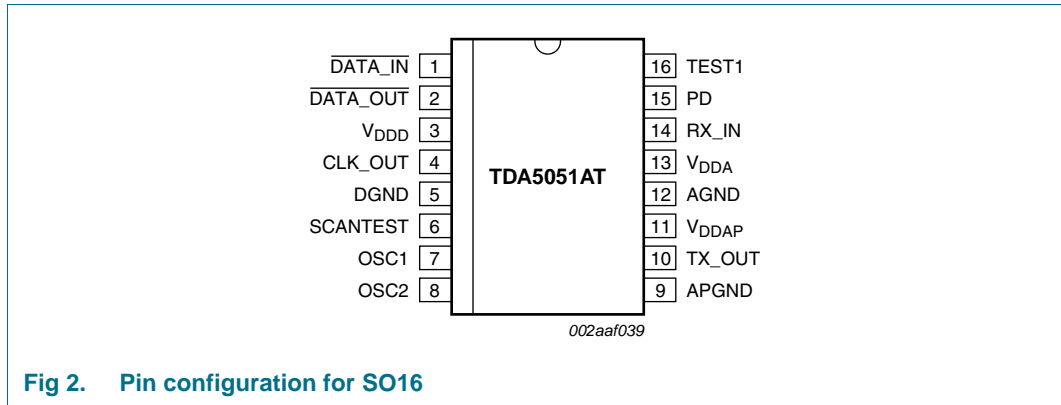 DATA_IN 1 16 TEST1
DATA_OUT 2 15 PD
VDDD 3 14 RX_IN
CLK_OUT 4 13 VDDA
TDA5051AT
DGND 5 12 AGND
SCANTEST 6 11 VDDAP
OSC1 7 10 TX_OUT
OSC2 8 9 APGND
002aaf039
Fig 2. Pin configuration for SO16